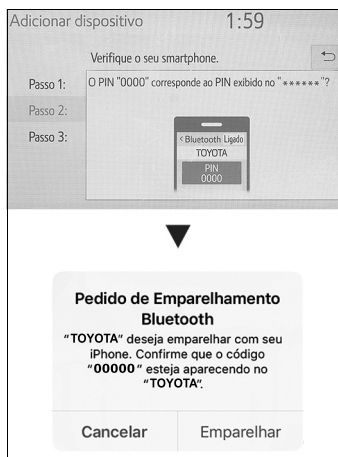 Adicionar dispositivo 1:59
Verifique o seu smartphone.
Passo 1:
O PIN "0000" corresponde ao PIN exibido no "******"?
Passo 2:
Passo 3:
< Bluetooth Ligado
TOYOTA
PIN
0000
Pedido de Emparelhamento
Bluetooth
"TOYOTA" deseja emparelhar com seu
iPhone. Confirme que o código
"00000" esteja aparecendo no
"TOYOTA".
Cancelar Emparelhar